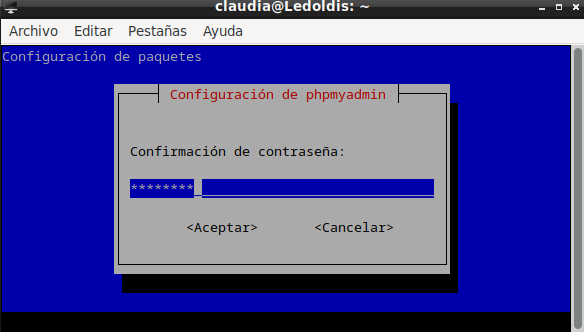 claudia@Ledoldis: ~
Archivo Editar Pestañas Ayuda
Configuración de paquetes
Configuración de phpmyadmin
Confirmación de contraseña:
********
<Aceptar> <Cancelar>